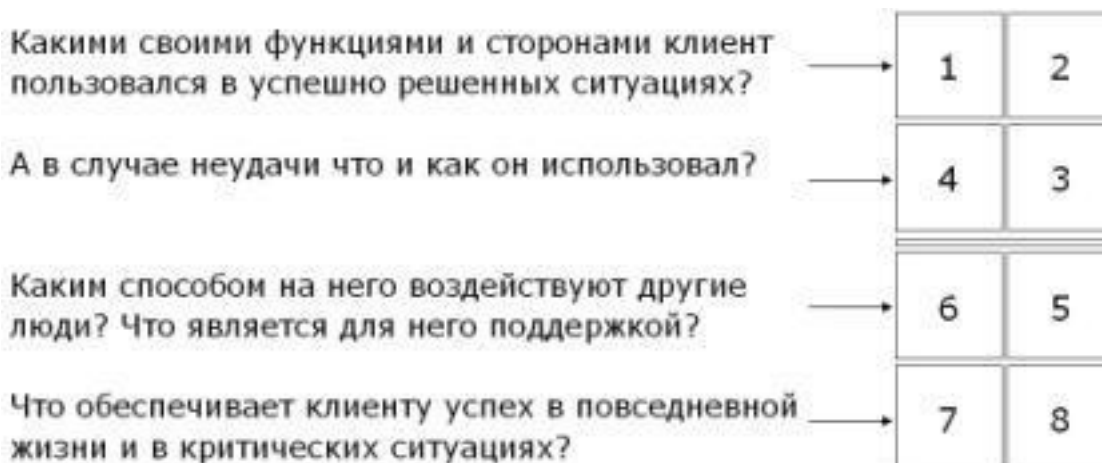 Какими своими функциями и сторонами клиент
пользовался в успешно решенных ситуациях?
1 2
А в случае неудачи что и как он использовал?
4 3
Каким способом на него воздействуют другие
люди? Что является для него поддержкой?
6 5
Что обеспечивает клиенту успех в повседневной
жизни и в критических ситуациях?
7 8